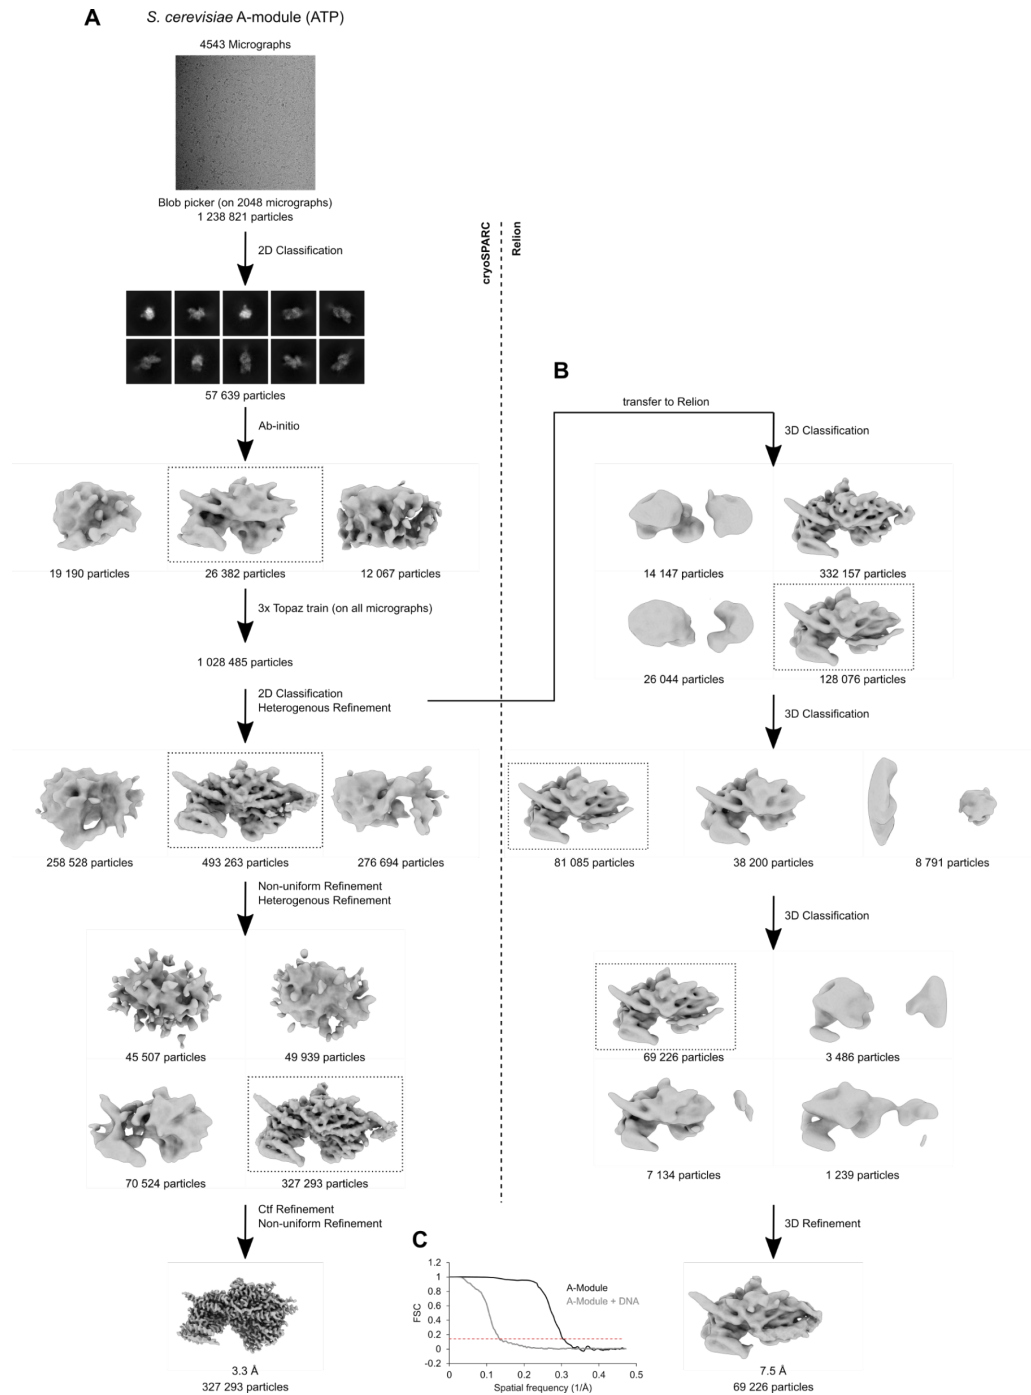 A
S. cerevisiae A-module (ATP)
4543 Micrographs
Blob picker (on 2048 micrographs)
1 238 821 particles
2D Classification
57 639 particles
Ab-initio
19 190 particles
26 382 particles
12 067 particles
3x Topaz train (on all micrographs)
1 028 485 particles
2D Classification
Heterogenous Refinement
258 528 particles
493 263 particles
276 694 particles
Non-uniform Refinement
Heterogenous Refinement
45 507 particles
49 939 particles
70 524 particles
327 293 particles
Ctf Refinement
Non-uniform Refinement
3.3 Å
327 293 particles
cryoSPARC
Relion
B
transfer to Relion
3D Classification
14 147 particles
332 157 particles
26 044 particles
128 076 particles
3D Classification
81 085 particles
38 200 particles
8 791 particles
3D Classification
69 226 particles
3 486 particles
7 134 particles
1 239 particles
3D Refinement
7.5 Å
69 226 particles
C
1.2
1
0.8
0.6
0.4
0.2
0
-0.2
FSC
A-Module
A-Module + DNA
0
0.1
0.2
0.3
0.4
0.5
Spatial frequency (1/Å)